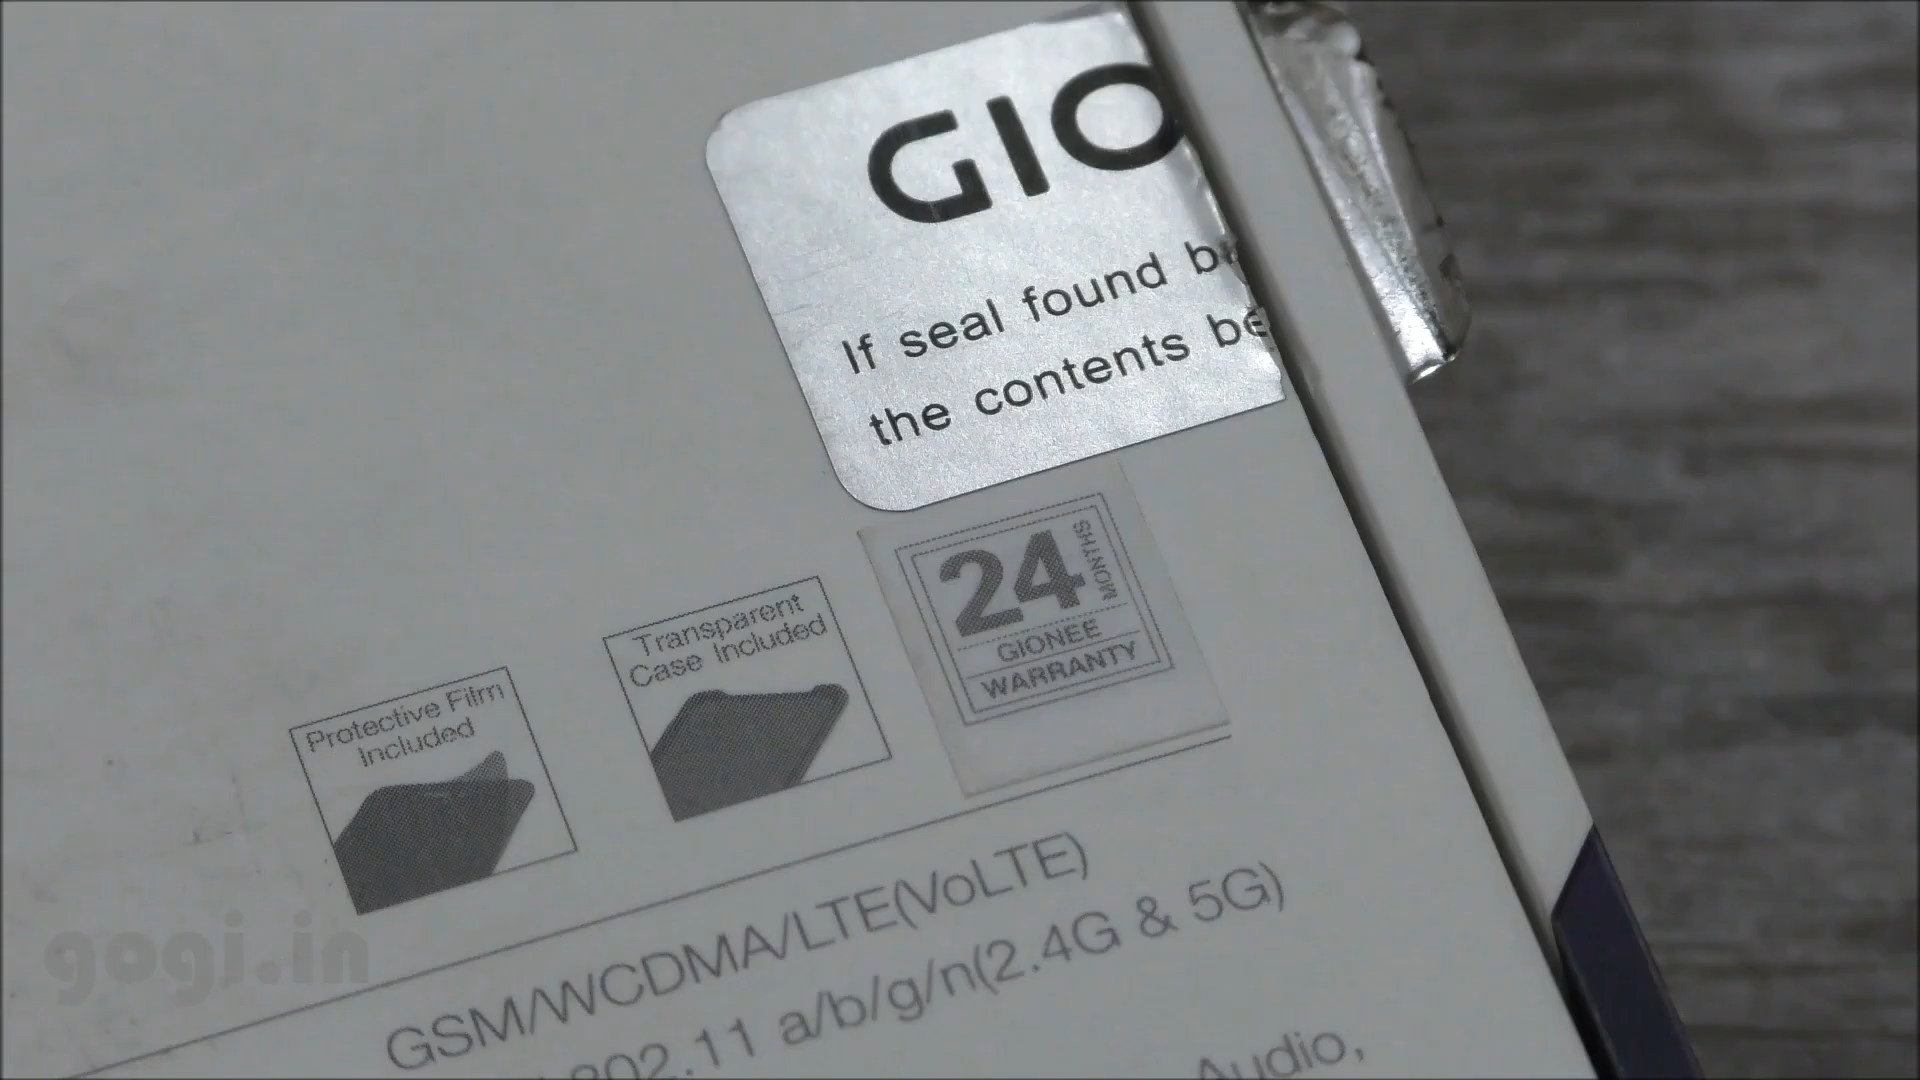 GIO
If seal found
the contents be
24 MONTHS
GIONEE
WARRANTY
Transparent
Case Included
Protective Film
Included
GSM/WCDMA/LTE(VoLTE)
802.11 a/b/g/n(2.4G & 5G)
Audio,
gogi.in